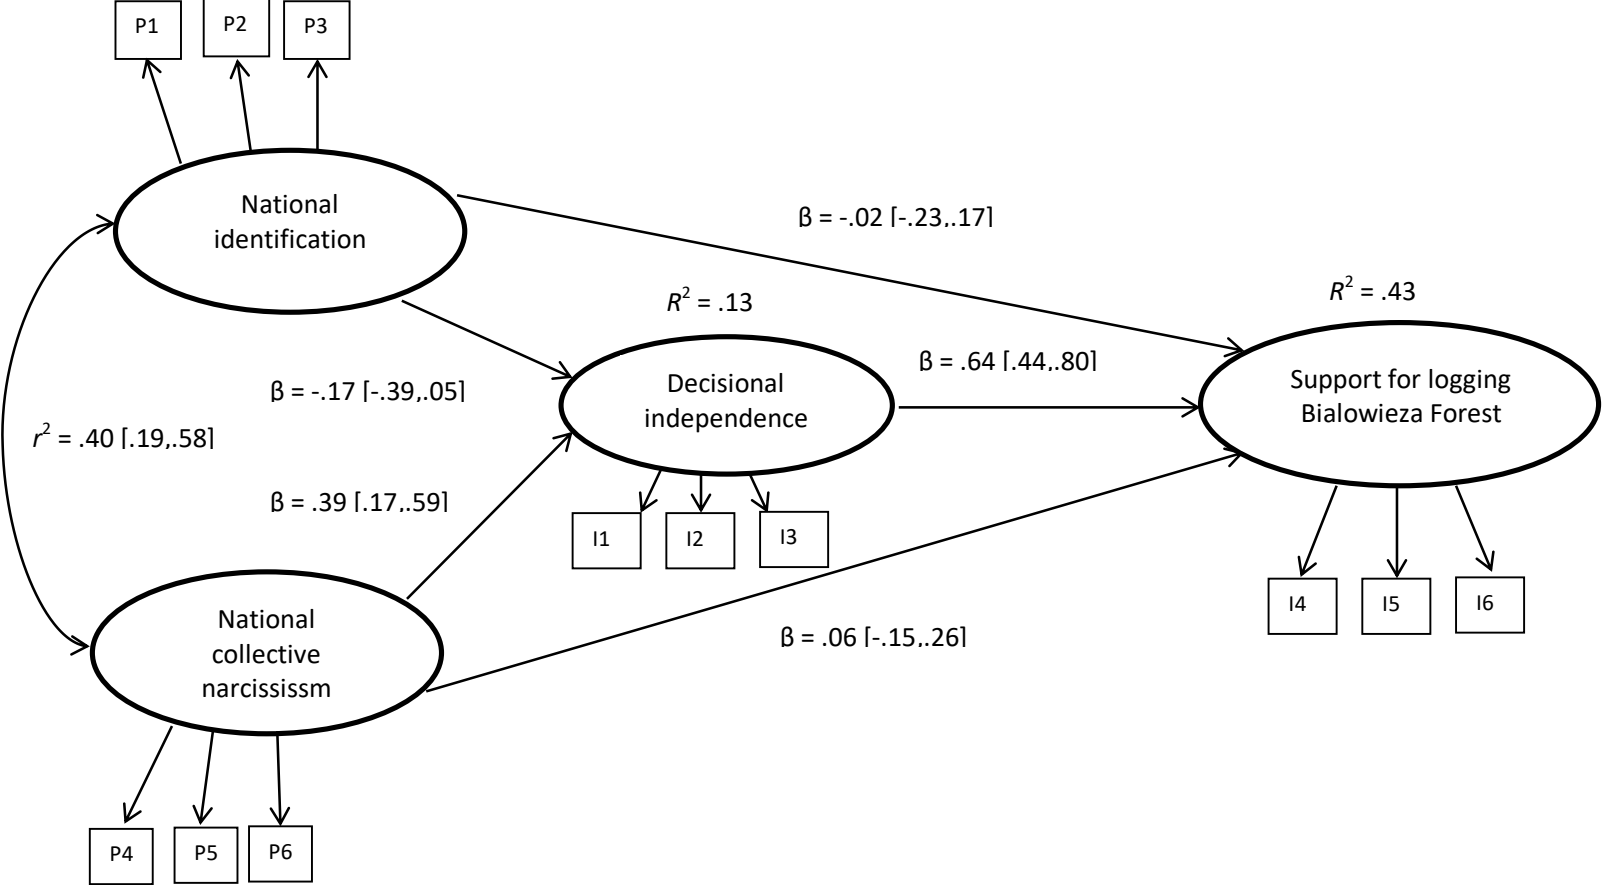 P1
P2
P3
National
identification
β = -.02 [-.23,.17]
R² = .13
R² = .43
β = -.17 [-.39,.05]
Decisional
independence
β = .64 [.44,.80]
Support for logging
Bialowieza Forest
r² = .40 [.19,.58]
β = .39 [.17,.59]
I1
I2
I3
National
collective
narcississm
β = .06 [-.15,.26]
I4
I5
I6
P4
P5
P6